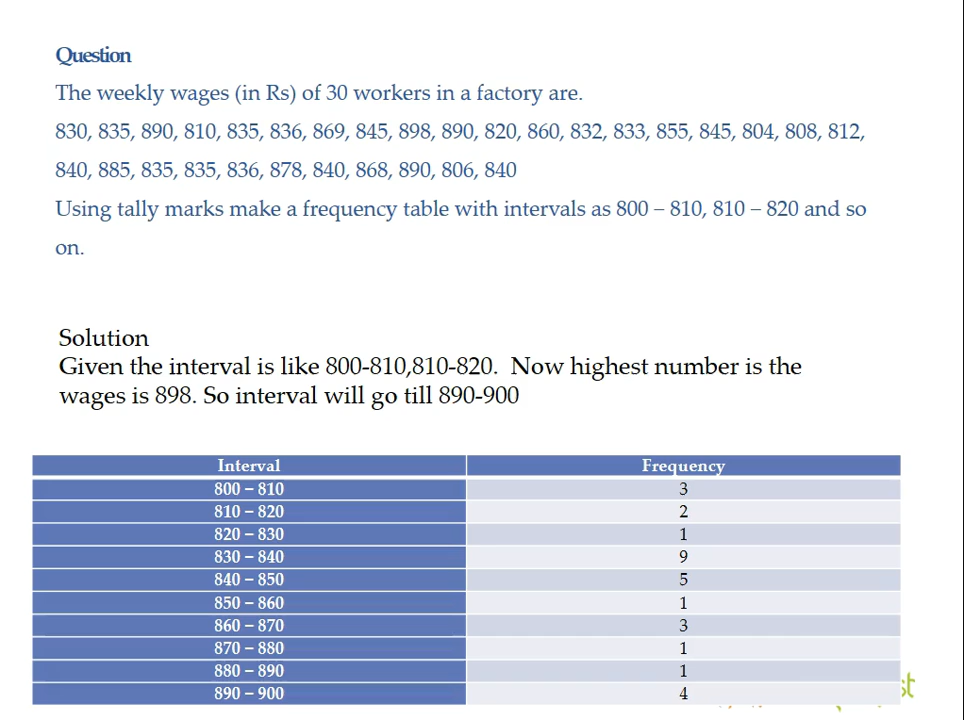 Question
The weekly wages (in Rs) of 30 workers in a factory are.
830, 835, 890, 810, 835, 836, 869, 845, 898, 890, 820, 860, 832, 833, 855, 845, 804, 808, 812,
840, 885, 835, 835, 836, 878, 840, 868, 890, 806, 840
Using tally marks make a frequency table with intervals as 800 – 810, 810 – 820 and so
on.
Solution
Given the interval is like 800-810,810-820. Now highest number is the
wages is 898. So interval will go till 890-900
Interval Frequency
800 – 810 3
810 – 820 2
820 – 830 1
830 – 840 9
840 – 850 5
850 – 860 1
860 – 870 3
870 – 880 1
880 – 890 1
890 – 900 4